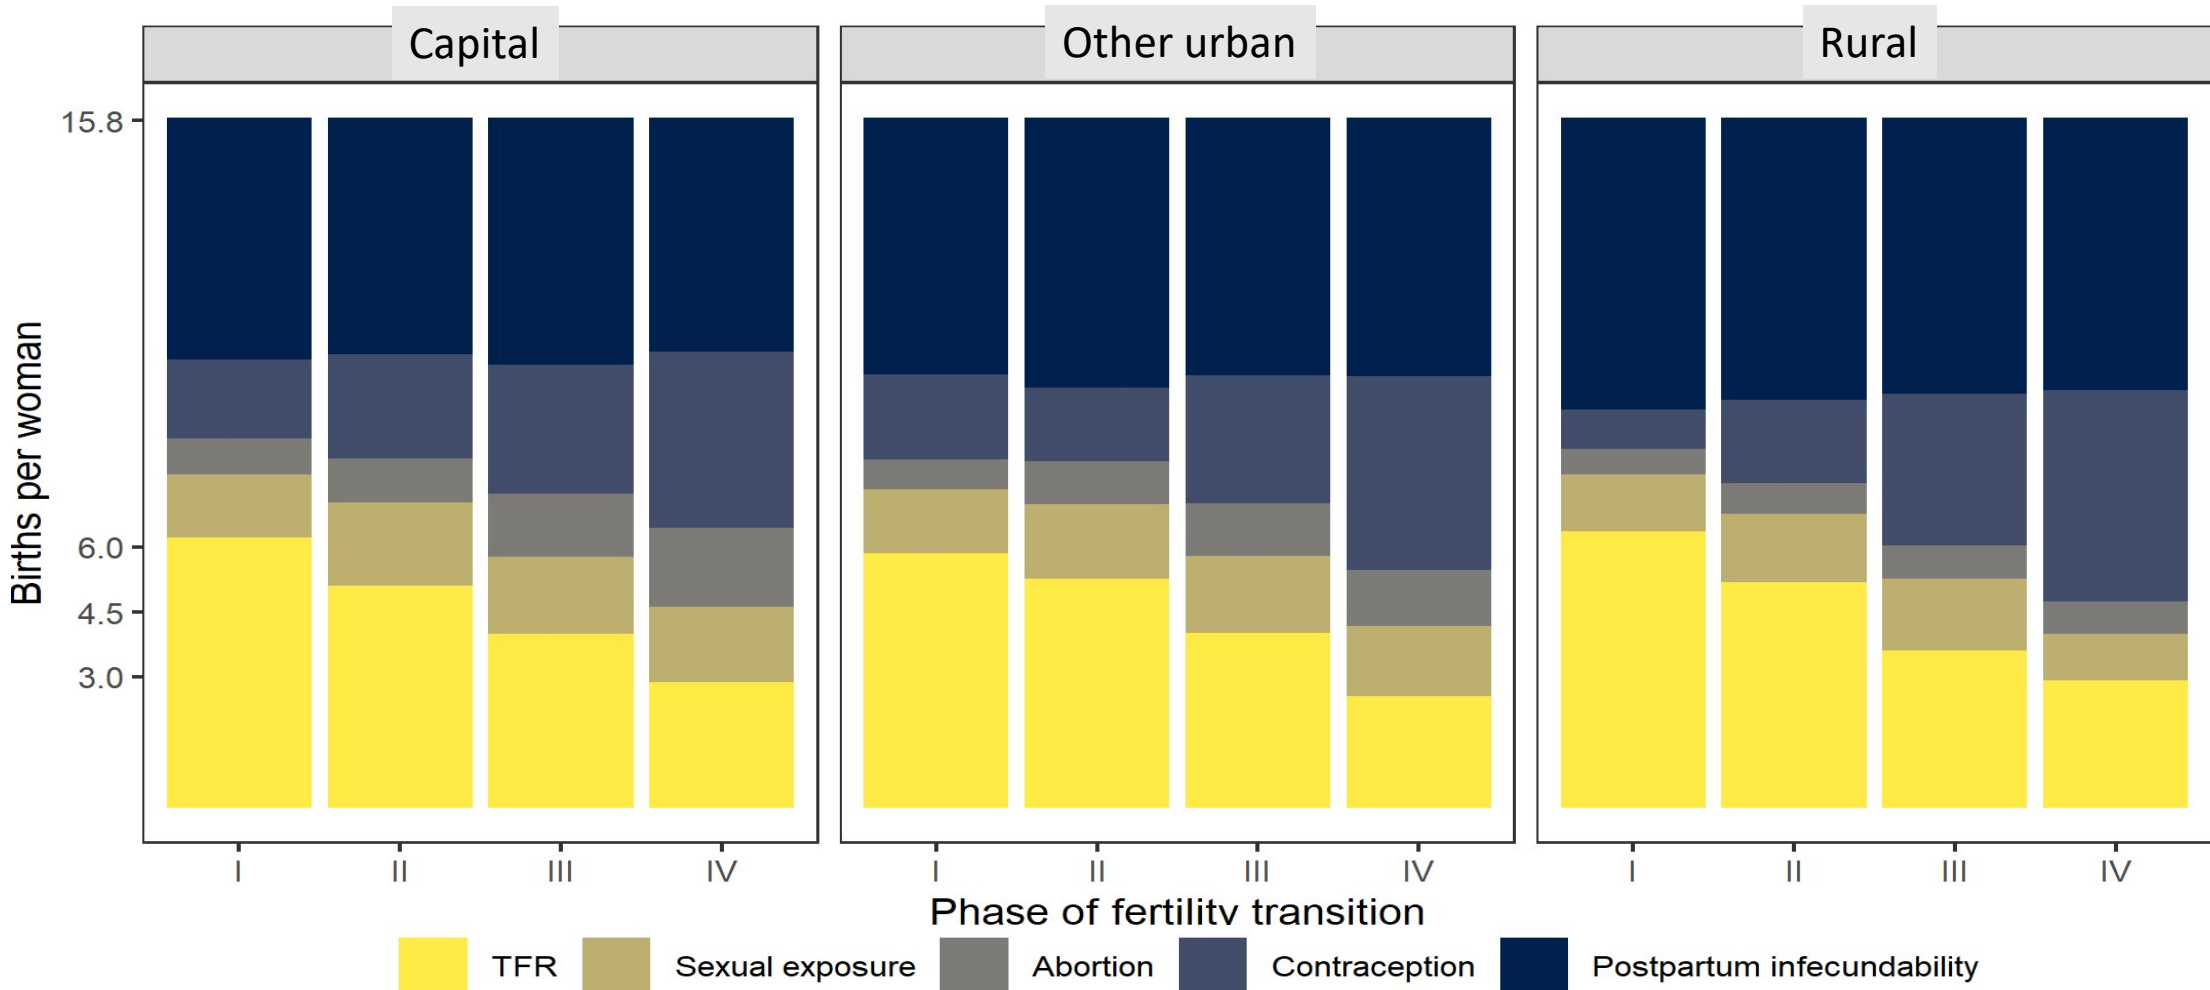 Capital
Other urban
Rural
Births per woman
15.8
6.0
4.5
3.0
I II III IV
I II III IV
I II III IV
Phase of fertility transition
TFR Sexual exposure Abortion Contraception Postpartum infecundability